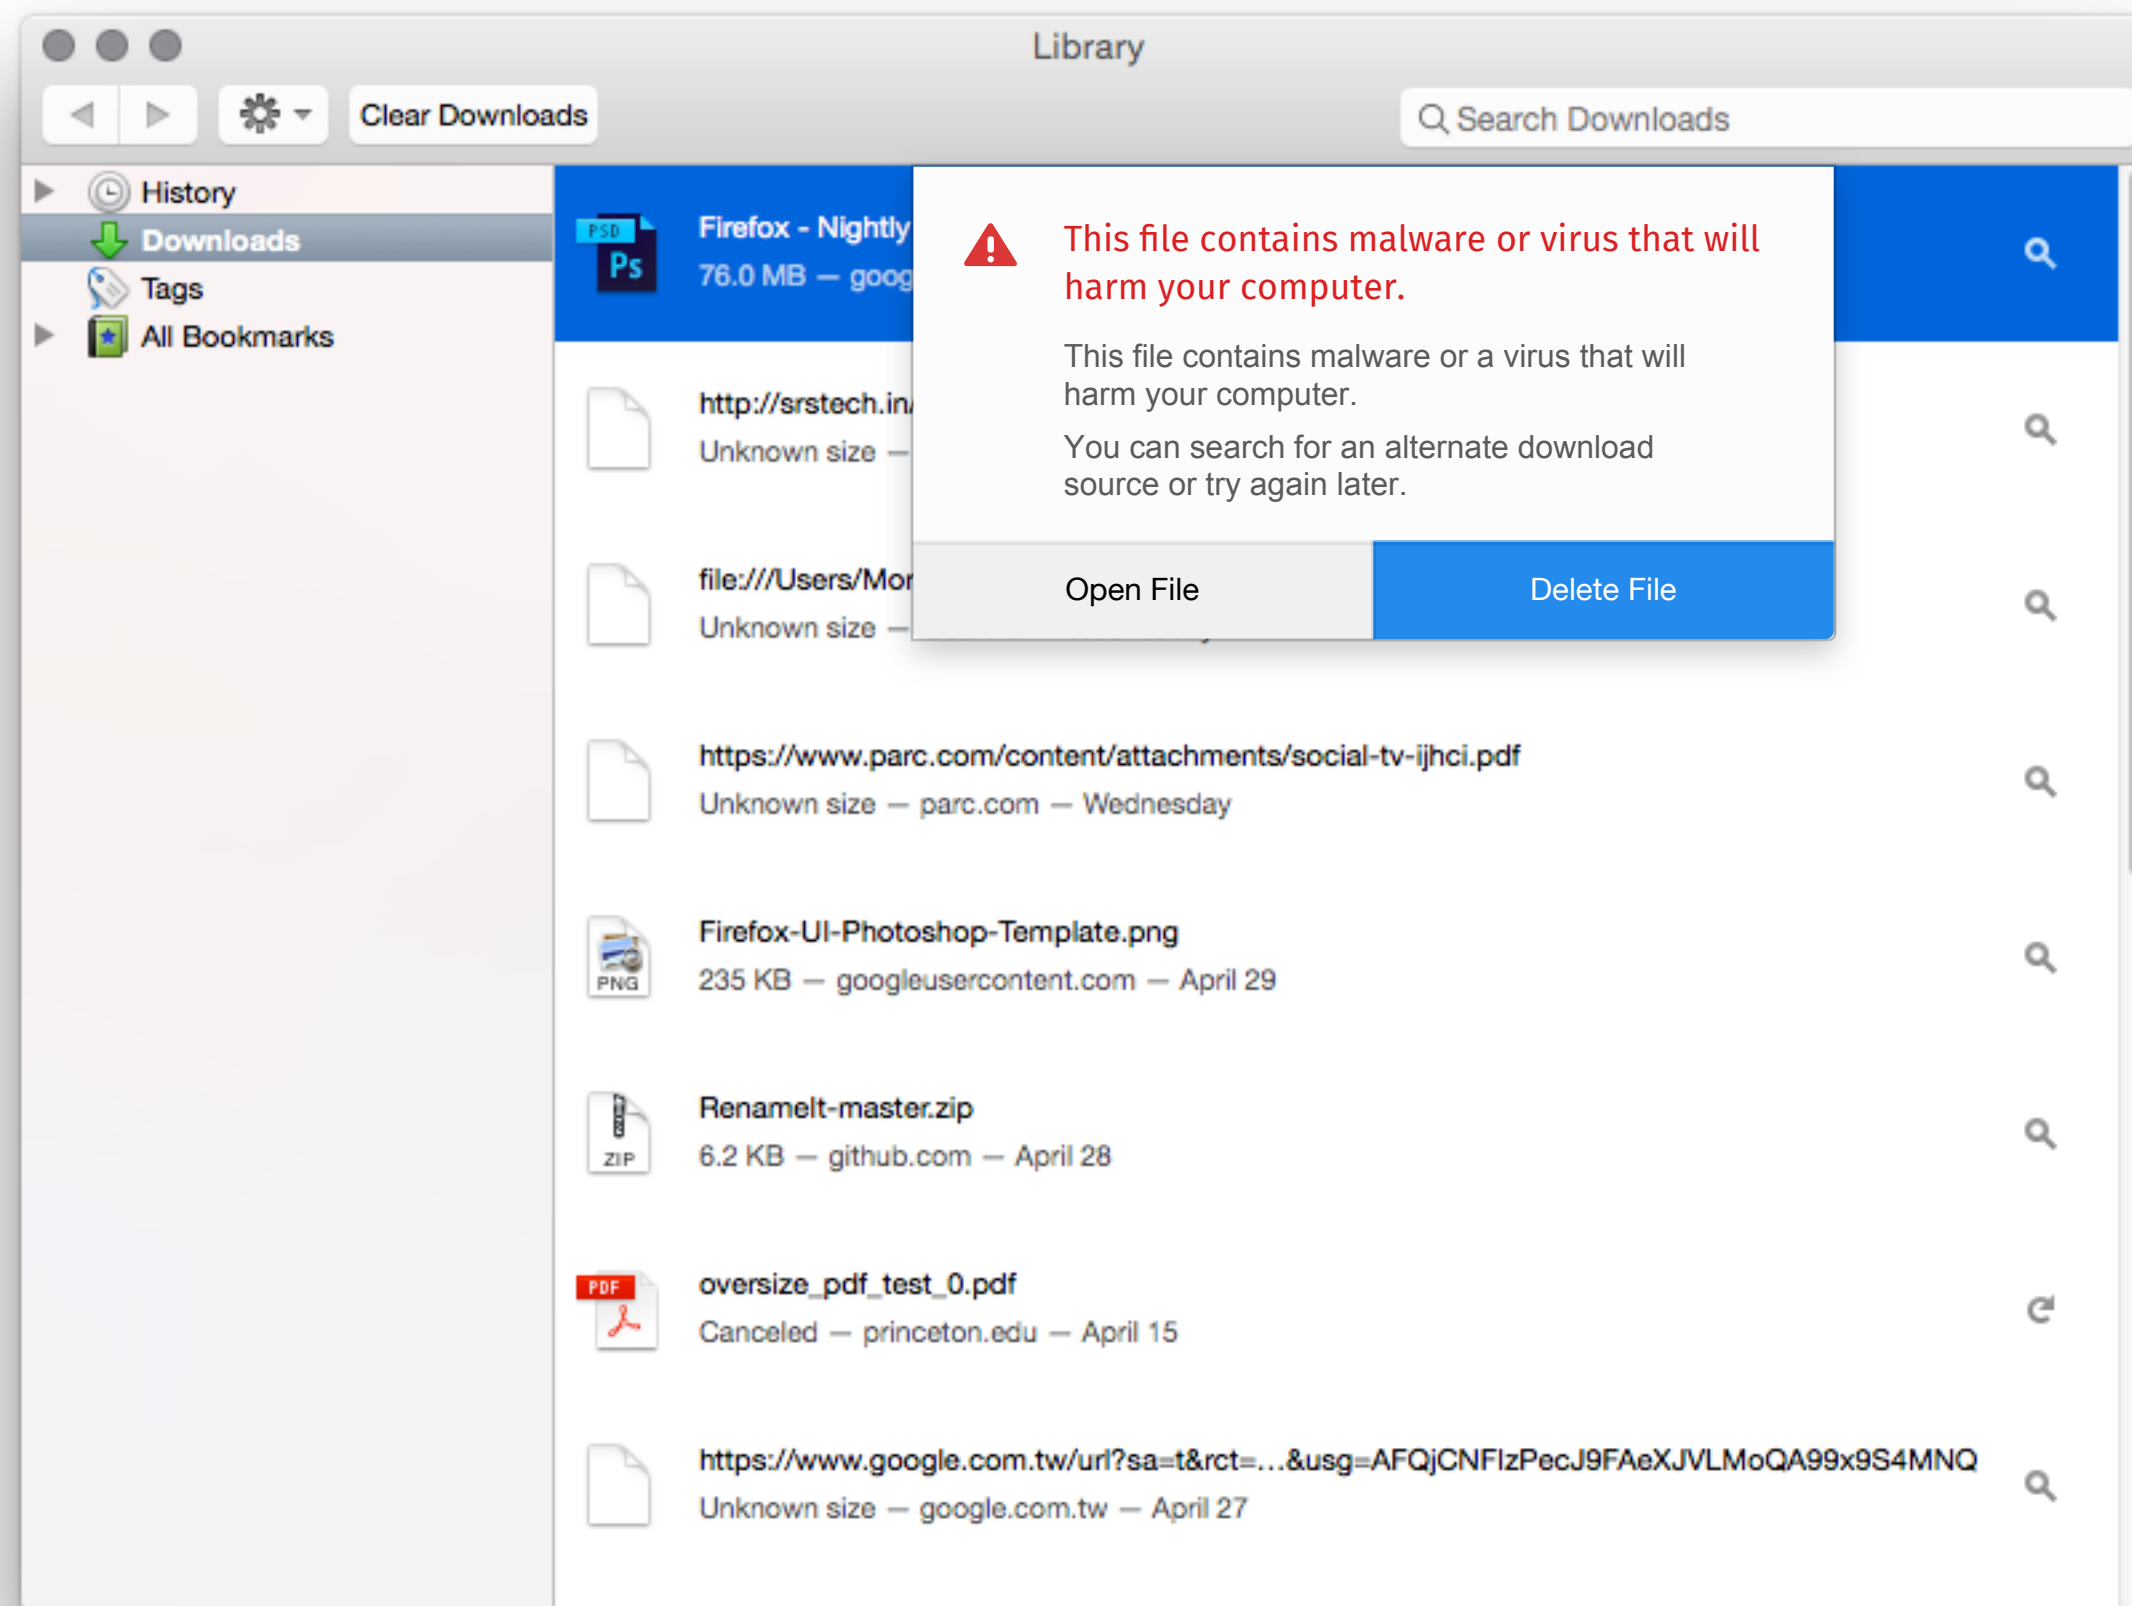 Library
Clear Downloads
Search Downloads
History
Downloads
Tags
All Bookmarks
PSD
Ps
Firefox - Nightly
76.0 MB — goog
This file contains malware or virus that will
harm your computer.
This file contains malware or a virus that will
harm your computer.
You can search for an alternate download
source or try again later.
Open File
Delete File
http://srstech.in/
Unknown size —
file:///Users/Mor
Unknown size —
https://www.parc.com/content/attachments/social-tv-ijhci.pdf
Unknown size — parc.com — Wednesday
PNG
Firefox-UI-Photoshop-Template.png
235 KB — googleusercontent.com — April 29
ZIP
RenameIt-master.zip
6.2 KB — github.com — April 28
PDF
oversize_pdf_test_0.pdf
Canceled — princeton.edu — April 15
https://www.google.com.tw/url?sa=t&rct=…&usg=AFQjCNFIzPecJ9FAeXJVLMoQA99x9S4MNQ
Unknown size — google.com.tw — April 27